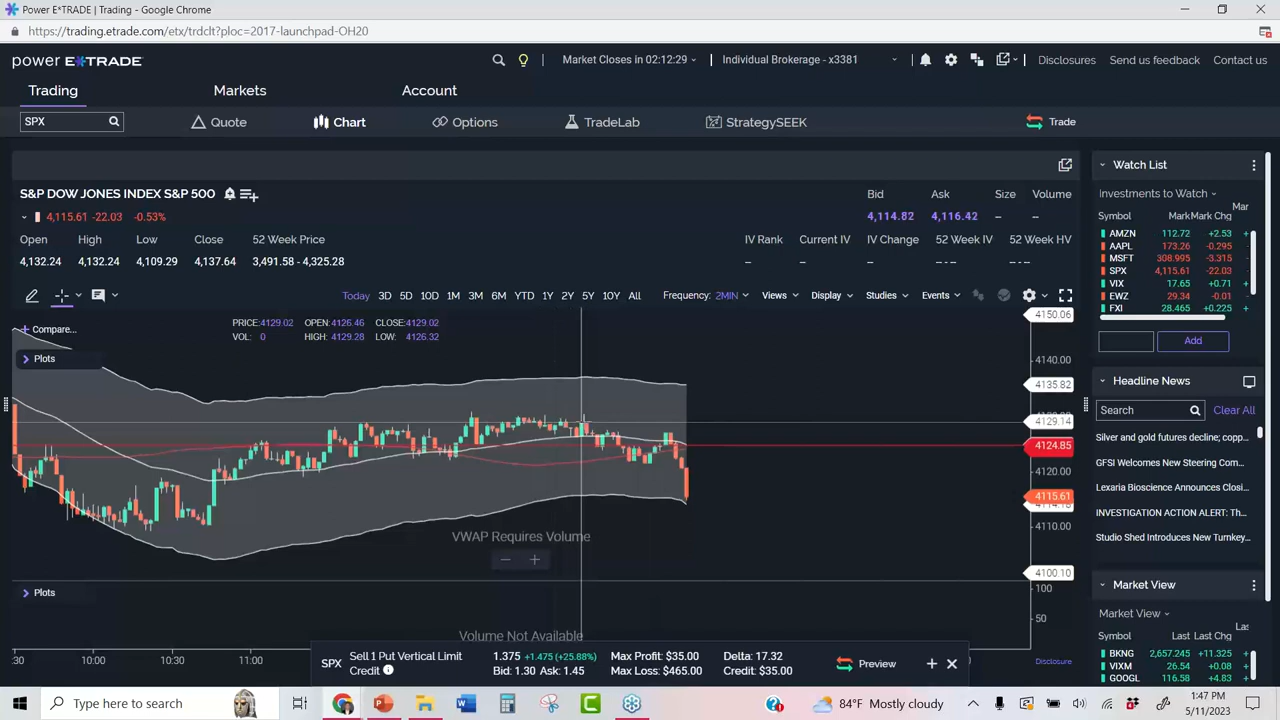 Power E*TRADE | Trading - Google Chrome
https://trading.etrade.com/etx/trdclt?ploc=2017-launchpad-OH20
power E*TRADE
Market Closes in 02:12:29
Individual Brokerage - x3381
Disclosures
Send us feedback
Contact us
Trading
Markets
Account
SPX
Quote
Chart
Options
TradeLab
StrategySEEK
Trade
S&P DOW JONES INDEX S&P 500
4,115.61 -22.03 -0.53%
Bid Ask Size Volume
4,114.82 4,116.42 -- --
Open High Low Close 52 Week Price
4,132.24 4,132.24 4,109.29 4,137.64 3,491.58 - 4,325.28
IV Rank Current IV IV Change 52 Week IV 52 Week HV
Today 3D 5D 10D 1M 3M 6M YTD 1Y 2Y 5Y 10Y All
Frequency: 2MIN
Views
Display
Studies
Events
Compare...
PRICE:4129.02 OPEN:4126.46 CLOSE:4129.02
VOL: 0 HIGH: 4129.28 LOW: 4126.32
Plots
4150.06
4140.00
4135.82
4129.14
4124.85
4120.00
4115.61
4110.00
4100.10
100
50
VWAP Requires Volume
Plots
Volume Not Available
:30 10:00 10:30 11:00
Disclosure
SPX
Sell 1 Put Vertical Limit
Credit
1.375 +1.475 (+25.88%)
Bid: 1.30 Ask: 1.45
Max Profit: $35.00
Max Loss: $465.00
Delta: 17.32
Credit: $35.00
Preview
Watch List
Investments to Watch
Mar
Symbol Mark Mark Chg
AMZN 112.72 +2.53
AAPL 173.26 -0.295
MSFT 308.995 -3.315
SPX 4,115.61 -22.03
VIX 17.65 +0.71
EWZ 29.34 -0.01
FXI 28.465 +0.225
Add
Headline News
Search
Clear All
Silver and gold futures decline; copp...
GFSI Welcomes New Steering Com...
Lexaria Bioscience Announces Closi...
INVESTIGATION ACTION ALERT: Th...
Studio Shed Introduces New Turnkey...
Market View
Market View
Symbol Last Last Chg
BKNG 2,657.245 +11.325
VIXM 26.54 +0.08
GOOGL 116.58 +4.83
Type here to search
84°F Mostly cloudy
1:47 PM
5/11/2023